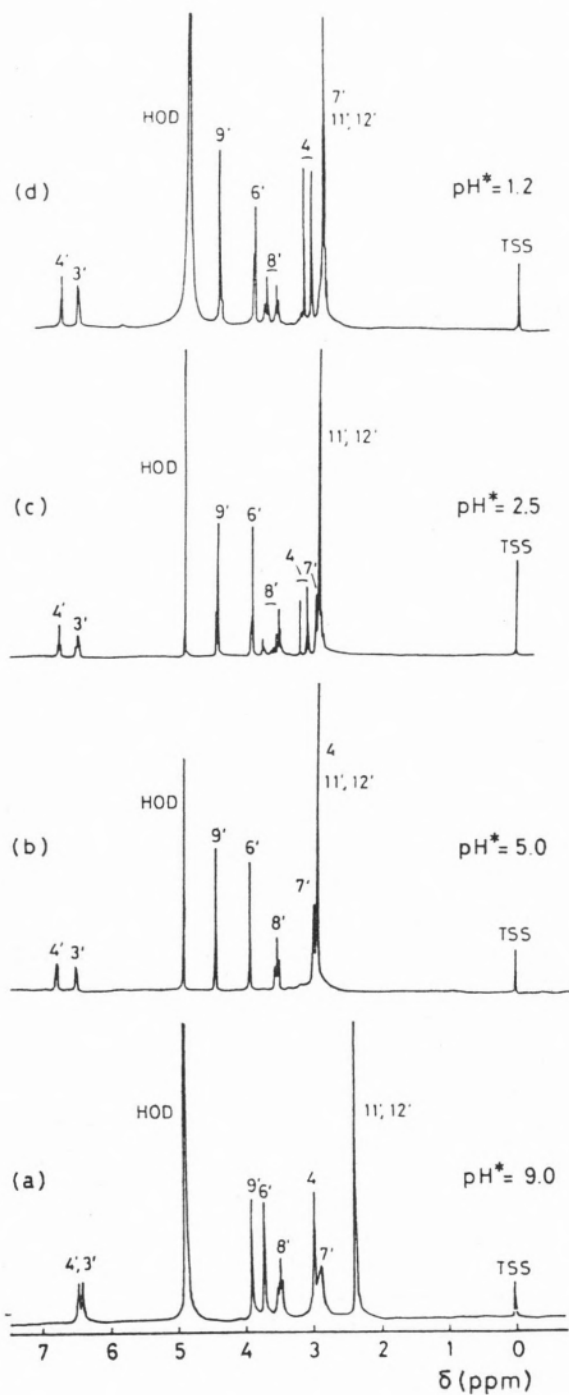 HOD
9'
4
7'
11', 12'
(d)
6'
pH*= 1.2
8'
TSS
4'
3'
HOD
11', 12'
(c)
9'
6'
pH*= 2.5
4
7'
8'
TSS
4'
3'
4
11', 12'
HOD
(b)
9'
6'
pH*= 5.0
7'
8'
TSS
4'
3'
HOD
11', 12'
(a)
9'
6'
4
pH*= 9.0
8'
7'
4', 3'
TSS
7 6 5 4 3 2 1 0
δ (ppm)